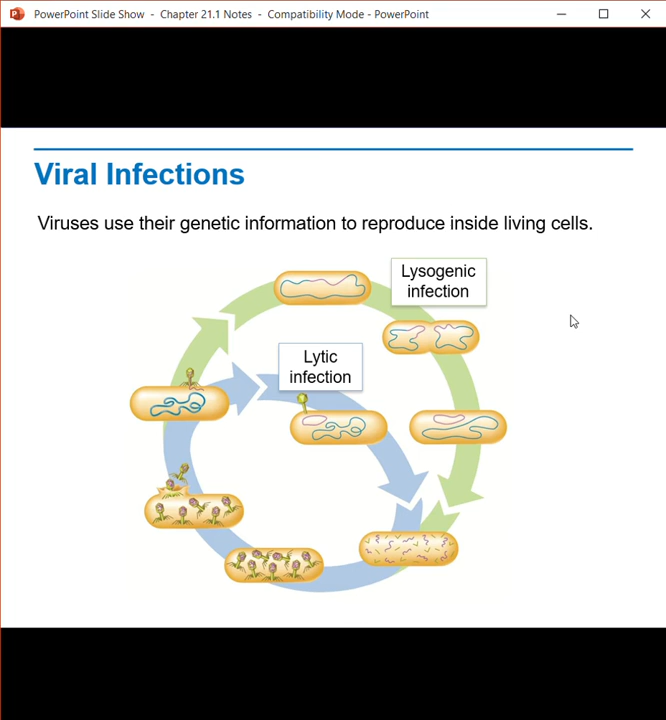 PowerPoint Slide Show - Chapter 21.1 Notes - Compatibility Mode - PowerPoint
Viral Infections
Viruses use their genetic information to reproduce inside living cells.
Lysogenic
infection
Lytic
infection